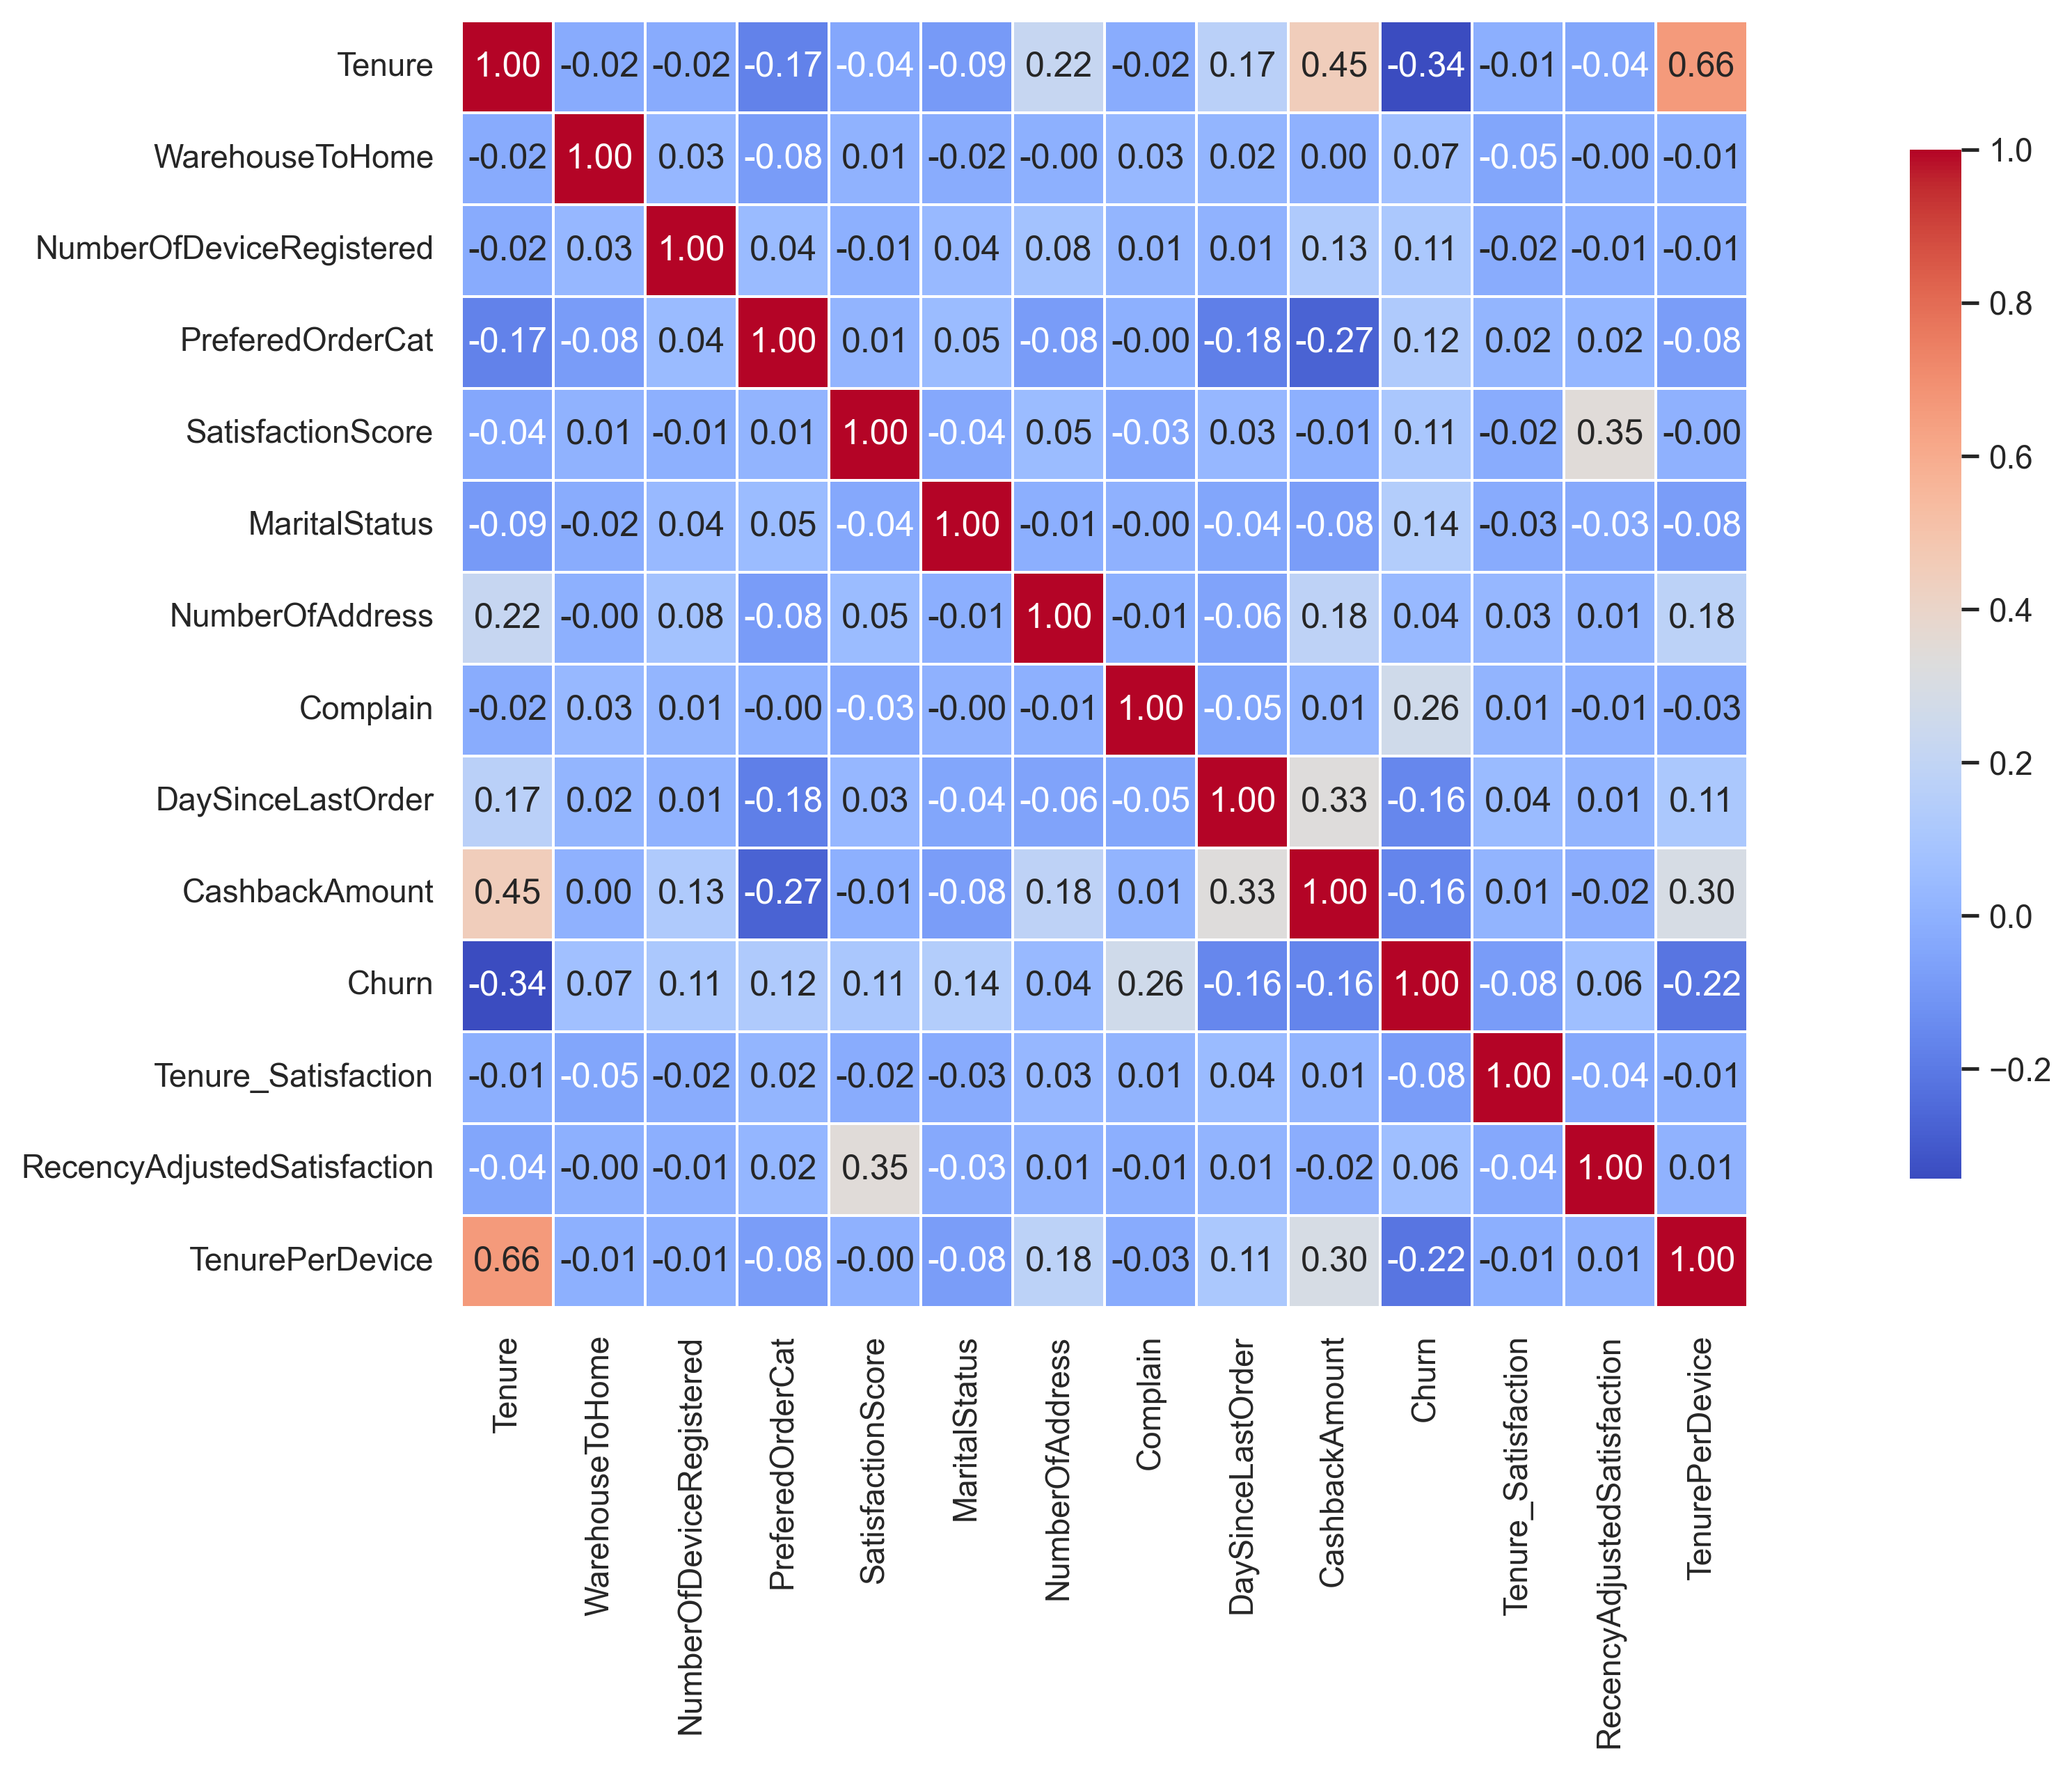 Tenure 1.00 -0.02 -0.02 -0.17 -0.04 -0.09 0.22 -0.02 0.17 0.45 -0.34 -0.01 -0.04 0.66
WarehouseToHome -0.02 1.00 0.03 -0.08 0.01 -0.02 -0.00 0.03 0.02 0.00 0.07 -0.05 -0.00 -0.01
NumberOfDeviceRegistered -0.02 0.03 1.00 0.04 -0.01 0.04 0.08 0.01 0.01 0.13 0.11 -0.02 -0.01 -0.01
PreferedOrderCat -0.17 -0.08 0.04 1.00 0.01 0.05 -0.08 -0.00 -0.18 -0.27 0.12 0.02 0.02 -0.08
SatisfactionScore -0.04 0.01 -0.01 0.01 1.00 -0.04 0.05 -0.03 0.03 -0.01 0.11 -0.02 0.35 -0.00
MaritalStatus -0.09 -0.02 0.04 0.05 -0.04 1.00 -0.01 -0.00 -0.04 -0.08 0.14 -0.03 -0.03 -0.08
NumberOfAddress 0.22 -0.00 0.08 -0.08 0.05 -0.01 1.00 -0.01 -0.06 0.18 0.04 0.03 0.01 0.18
Complain -0.02 0.03 0.01 -0.00 -0.03 -0.00 -0.01 1.00 -0.05 0.01 0.26 0.01 -0.01 -0.03
DaySinceLastOrder 0.17 0.02 0.01 -0.18 0.03 -0.04 -0.06 -0.05 1.00 0.33 -0.16 0.04 0.01 0.11
CashbackAmount 0.45 0.00 0.13 -0.27 -0.01 -0.08 0.18 0.01 0.33 1.00 -0.16 0.01 -0.02 0.30
Churn -0.34 0.07 0.11 0.12 0.11 0.14 0.04 0.26 -0.16 -0.16 1.00 -0.08 0.06 -0.22
Tenure_Satisfaction -0.01 -0.05 -0.02 0.02 -0.02 -0.03 0.03 0.01 0.04 0.01 -0.08 1.00 -0.04 -0.01
RecencyAdjustedSatisfaction -0.04 -0.00 -0.01 0.02 0.35 -0.03 0.01 -0.01 0.01 -0.02 0.06 -0.04 1.00 0.01
TenurePerDevice 0.66 -0.01 -0.01 -0.08 -0.00 -0.08 0.18 -0.03 0.11 0.30 -0.22 -0.01 0.01 1.00
Tenure
WarehouseToHome
NumberOfDeviceRegistered
PreferedOrderCat
SatisfactionScore
MaritalStatus
NumberOfAddress
Complain
DaySinceLastOrder
CashbackAmount
Churn
Tenure_Satisfaction
RecencyAdjustedSatisfaction
TenurePerDevice
1.0
0.8
0.6
0.4
0.2
0.0
−0.2